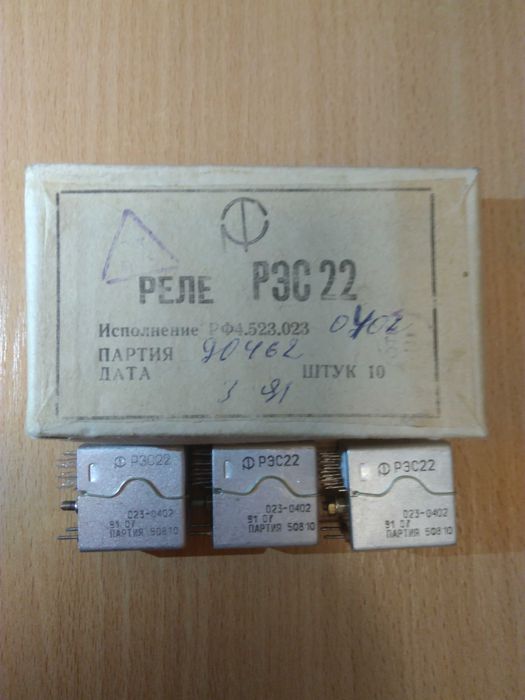 РЕЛЕ РЭС 22
Исполнение РФ4.523.023 0402
ПАРТИЯ 90462
ДАТА 3 91 ШТУК 10
РЭС22
023-0402
91 07
ПАРТИЯ 50810
РЭС22
023-0402
91 07
ПАРТИЯ 50810
РЭС22
023-0402
91 07
ПАРТИЯ 50810